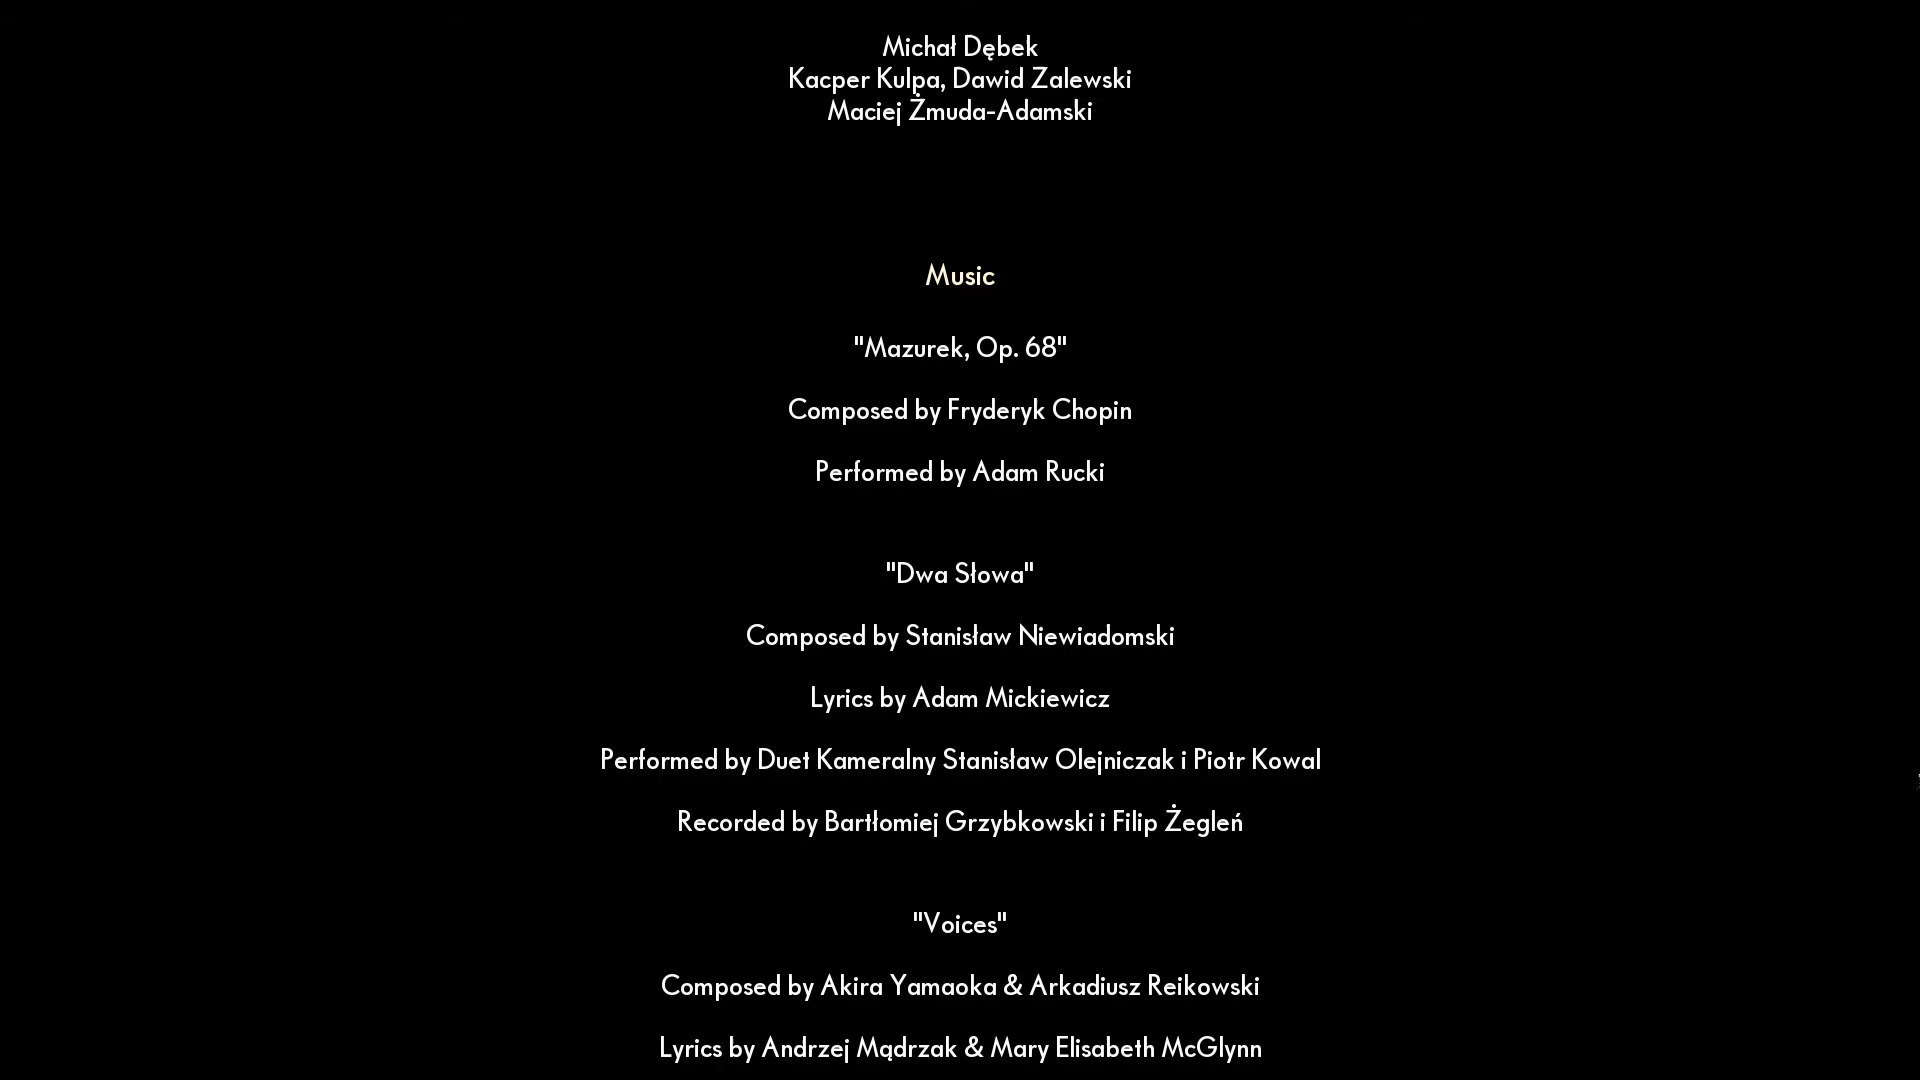 Michał Dębek
Kacper Kulpa, Dawid Zalewski
Maciej Żmuda-Adamski
Music
"Mazurek, Op. 68"
Composed by Fryderyk Chopin
Performed by Adam Rucki
"Dwa Słowa"
Composed by Stanisław Niewiadomski
Lyrics by Adam Mickiewicz
Performed by Duet Kameralny Stanisław Olejniczak i Piotr Kowal
Recorded by Bartłomiej Grzybkowski i Filip Żegleń
"Voices"
Composed by Akira Yamaoka & Arkadiusz Reikowski
Lyrics by Andrzej Mądrzak & Mary Elisabeth McGlynn